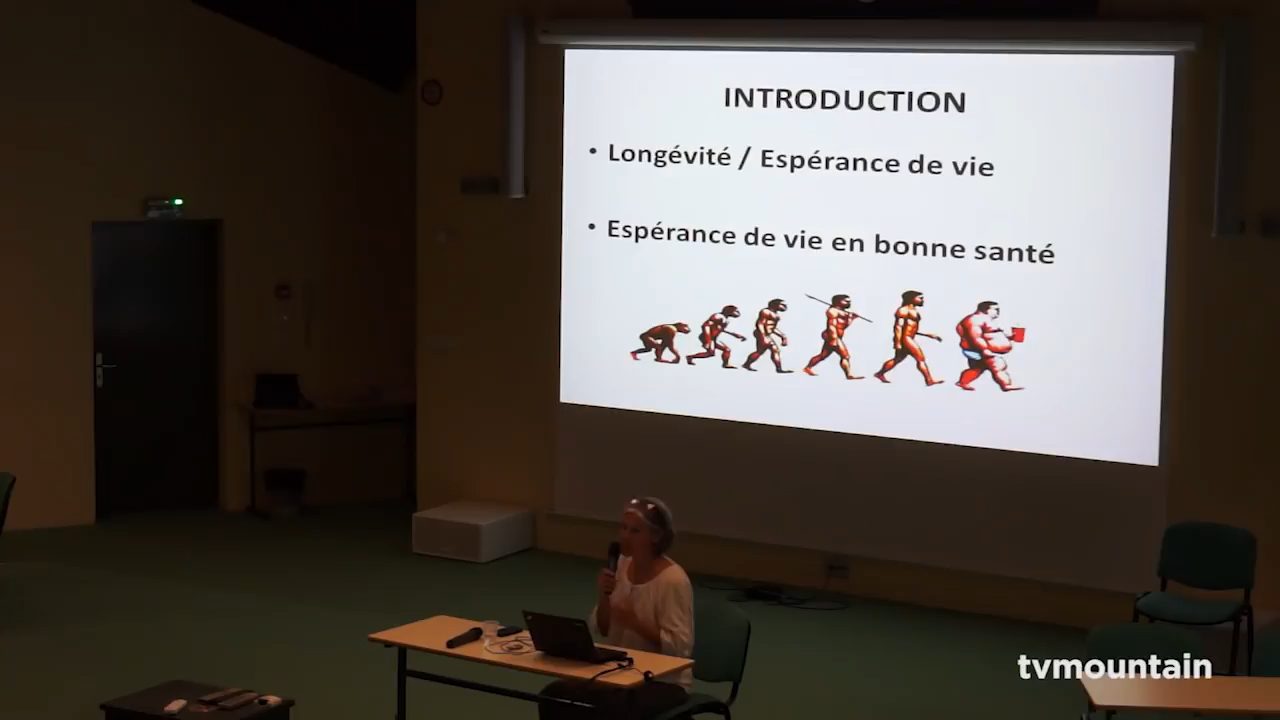 INTRODUCTION
• Longévité / Espérance de vie
• Espérance de vie en bonne santé
tvmountain